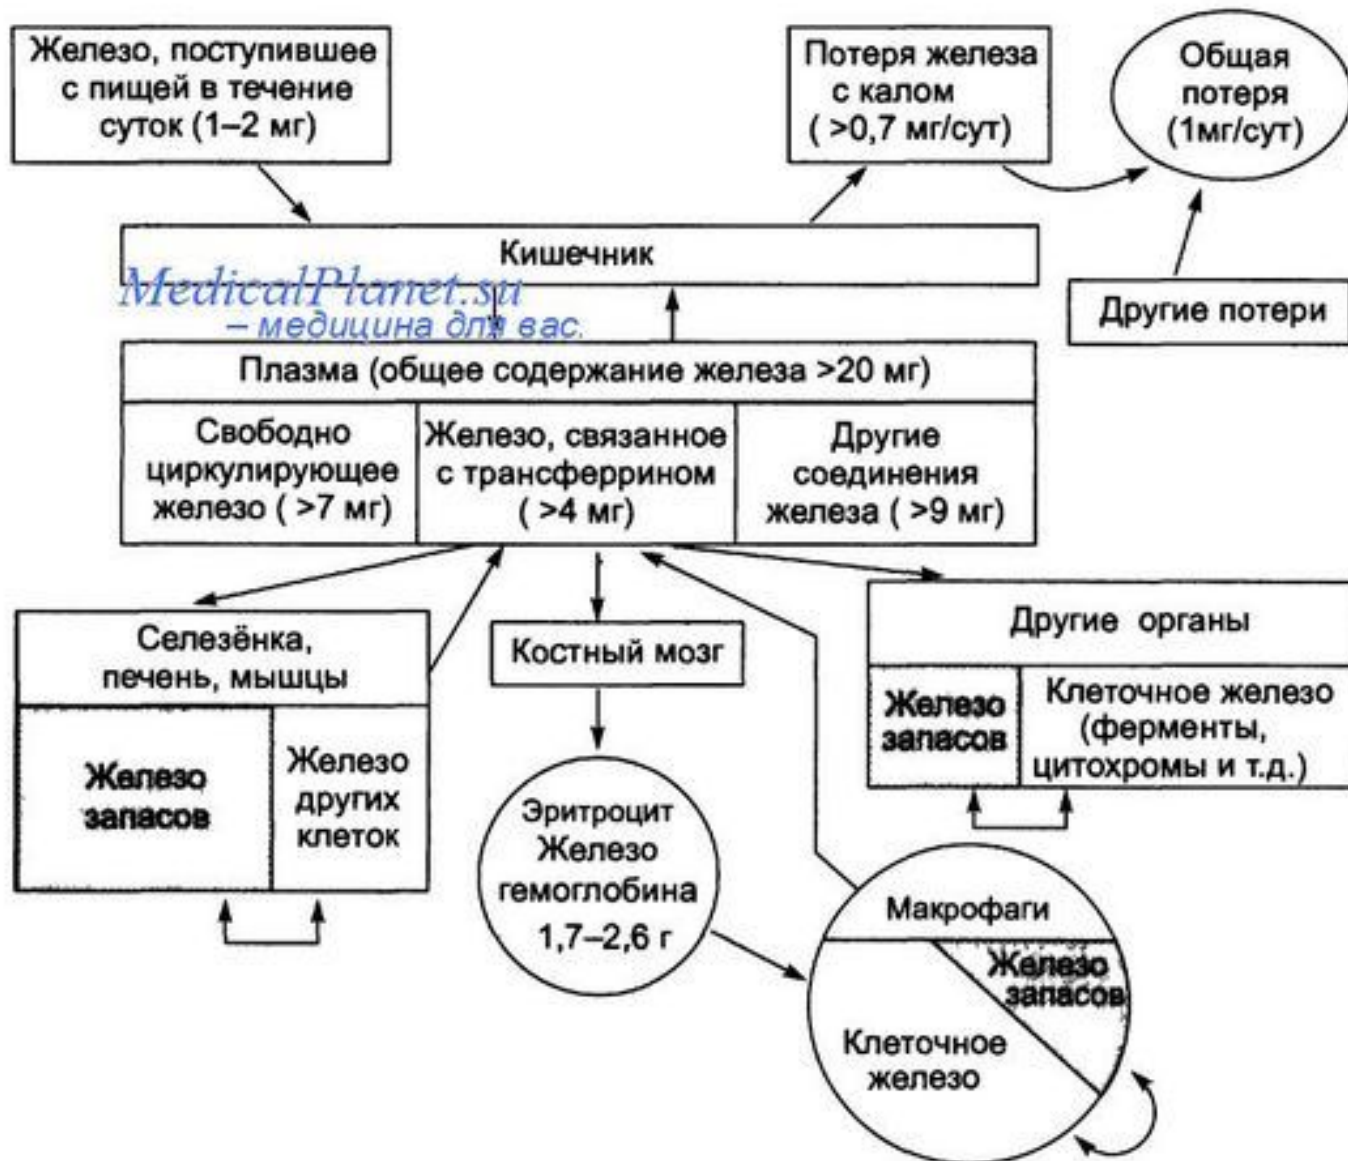 Железо, поступившее
с пищей в течение
суток (1–2 мг)
Потеря железа
с калом
( >0,7 мг/сут)
Общая
потеря
(1мг/сут)
Кишечник
MedicalPlanet.su
– медицина для вас.
Другие потери
Плазма (общее содержание железа >20 мг)
Свободно
циркулирующее
железо ( >7 мг)
Железо, связанное
с трансферрином
( >4 мг)
Другие
соединения
железа ( >9 мг)
Селезёнка,
печень, мышцы
Железо
запасов
Железо
других
клеток
Костный мозг
Эритроцит
Железо
гемоглобина
1,7–2,6 г
Другие органы
Железо
запасов
Клеточное железо
(ферменты,
цитохромы и т.д.)
Макрофаги
Железо
запасов
Клеточное
железо